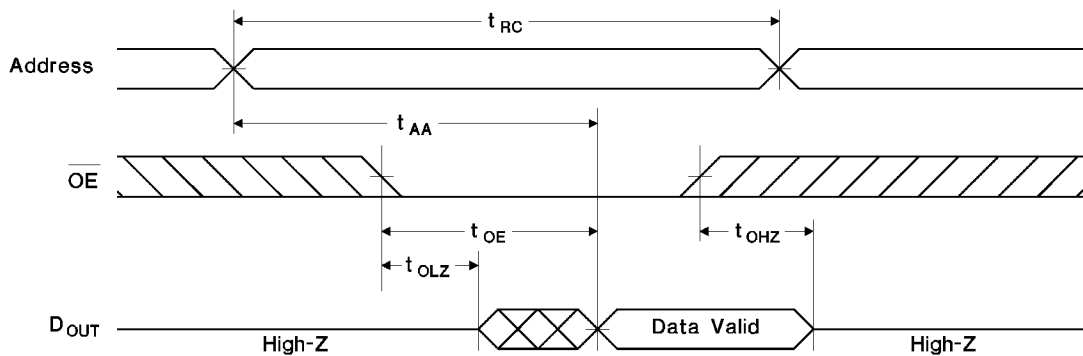 t RC
Address
t AA
OE
t OE
t OHZ
t OLZ
D OUT
High-Z
Data Valid
High-Z